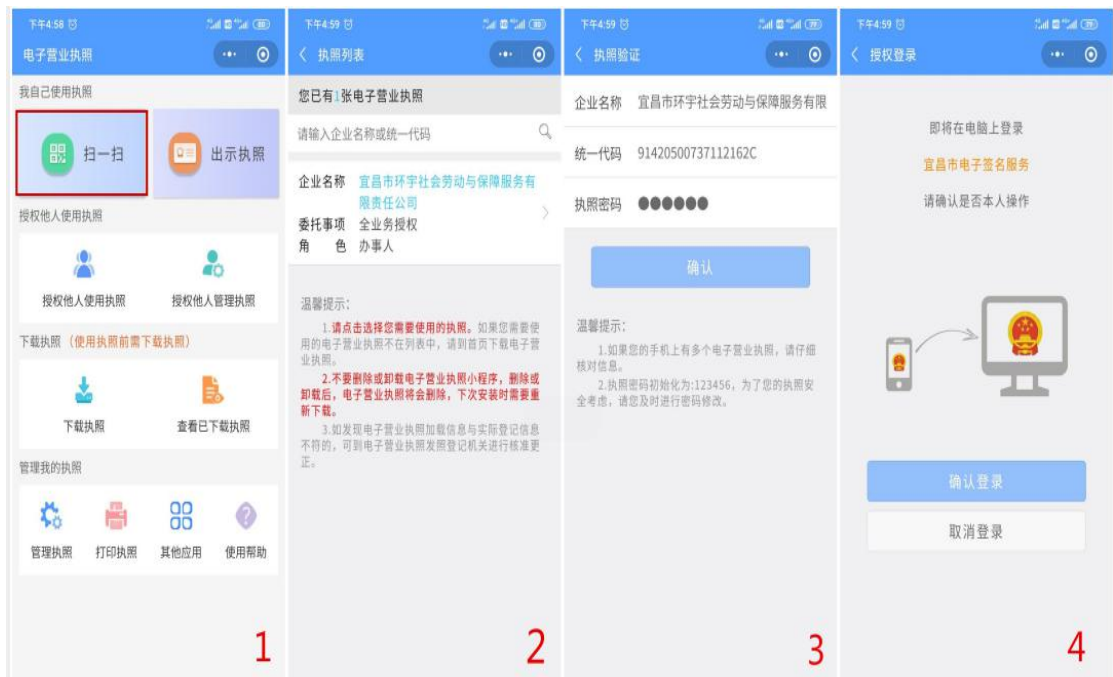 下午4:58
80
电子营业执照
我自己使用执照
扫一扫
出示执照
授权他人使用执照
授权他人使用执照
授权他人管理执照
下载执照（使用执照前需下载执照）
下载执照
查看已下载执照
管理我的执照
管理执照
打印执照
其他应用
使用帮助
1
下午4:59
80
执照列表
您已有1张电子营业执照
请输入企业名称或统一代码
企业名称 宜昌市环宇社会劳动与保障服务有
限责任公司
委托事项 全业务授权
角 色 办事人
温馨提示：
1.请点击选择您需要使用的执照。如果您需要使
用的电子营业执照不在列表中，请到首页下载电子营
业执照。
2.不要删除或卸载电子营业执照小程序，删除或
卸载后，电子营业执照将会删除，下次安装时需要重
新下载。
3.如发现电子营业执照加载信息与实际登记信息
不符的，可到电子营业执照发照登记机关进行核准更
正。
2
下午4:59
79
执照验证
企业名称 宜昌市环宇社会劳动与保障服务有限
统一代码 91420500737112162C
执照密码 ●●●●●●
确认
温馨提示：
1.如果您的手机上有多个电子营业执照，请仔细
核对信息。
2.执照密码初始化为:123456，为了您的执照安
全考虑，请您及时进行密码修改。
3
下午4:59
79
授权登录
即将在电脑上登录
宜昌市电子签名服务
请确认是否本人操作
确认登录
取消登录
4